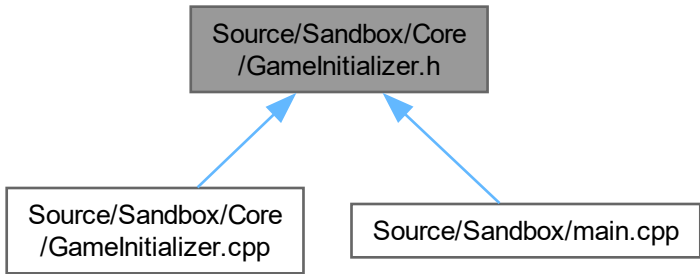 Source/Sandbox/Core
/GameInitializer.h
Source/Sandbox/Core
/GameInitializer.cpp
Source/Sandbox/main.cpp